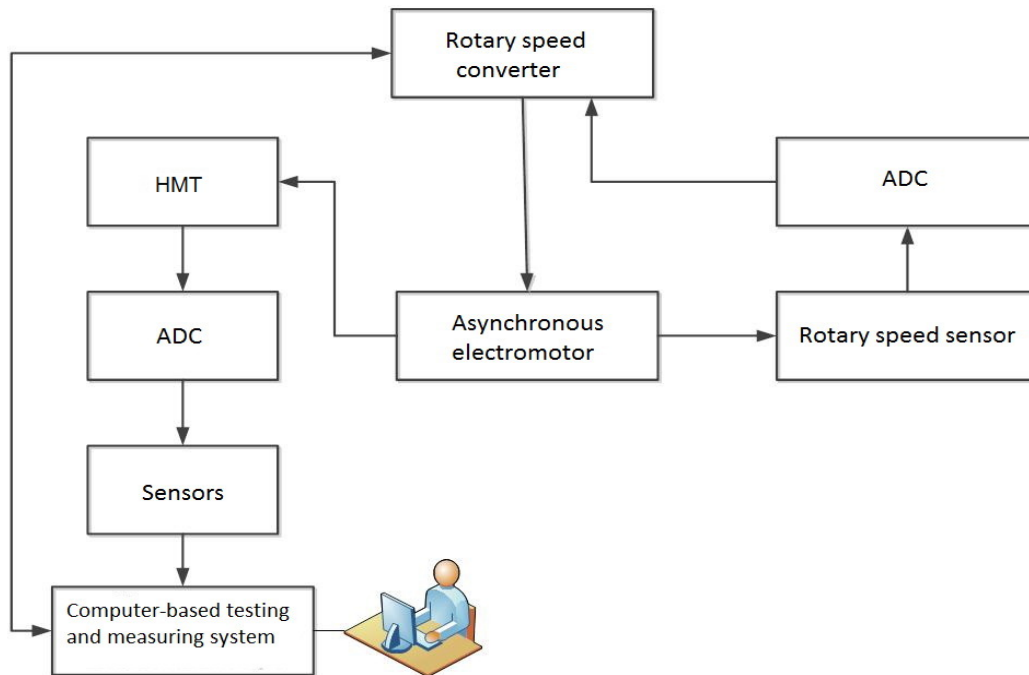 Rotary speed
converter
HMT
ADC
ADC
Asynchronous
electromotor
Rotary speed sensor
Sensors
Computer-based testing
and measuring system